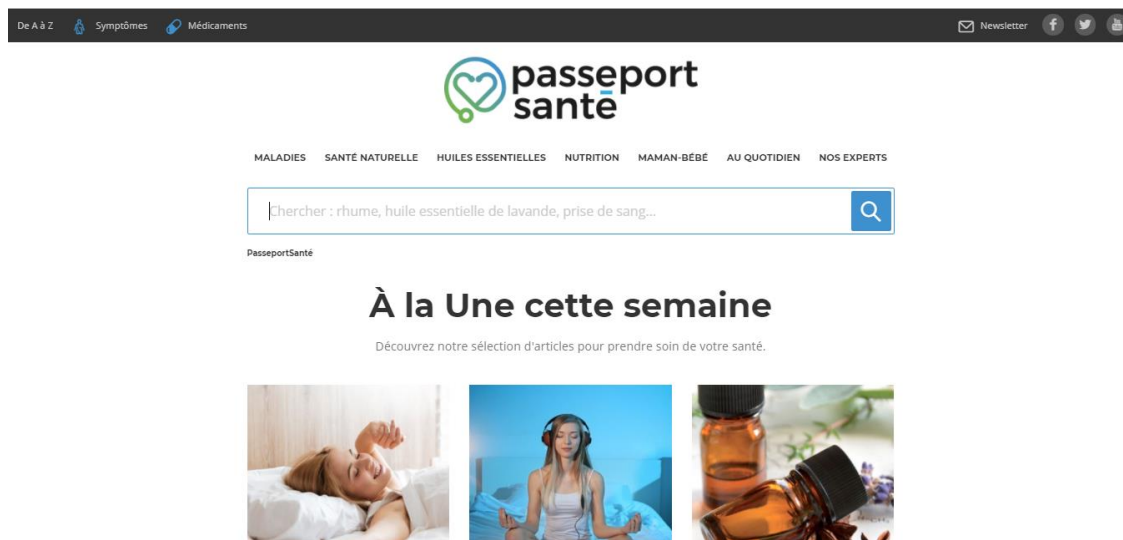 De A à Z Symptômes Médicaments Newsletter
passeport
santé
MALADIES SANTÉ NATURELLE HUILES ESSENTIELLES NUTRITION MAMAN-BÉBÉ AU QUOTIDIEN NOS EXPERTS
Chercher : rhume, huile essentielle de lavande, prise de sang...
PasseportSanté
À la Une cette semaine
Découvrez notre sélection d'articles pour prendre soin de votre santé.